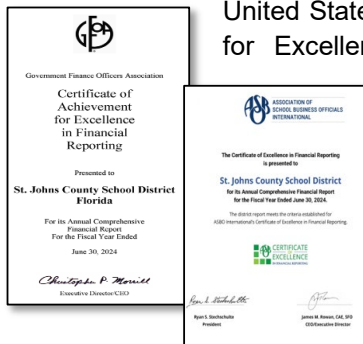 United State
for Excellen
GFOA
Government Finance Officers Association
Certificate of
Achievement
for Excellence
in Financial
Reporting
Presented to
St. Johns County School District
Florida
For its Annual Comprehensive
Financial Report
For the Fiscal Year Ended
June 30, 2024
Christopher P. Morrill
Executive Director/CEO
ASB
ASSOCIATION OF
SCHOOL BUSINESS OFFICIALS
INTERNATIONAL
The Certificate of Excellence in Financial Reporting
is presented to
St. Johns County School District
for its Annual Comprehensive Financial Report
for the Fiscal Year Ended June 30, 2024.
The district report meets the criteria established for
ASBO International's Certificate of Excellence in Financial Reporting.
CERTIFICATE
OF
EXCELLENCE
IN FINANCIAL REPORTING
Ryan S. Stechschulte
President
James M. Rowan, CAE, SFO
CEO/Executive Director